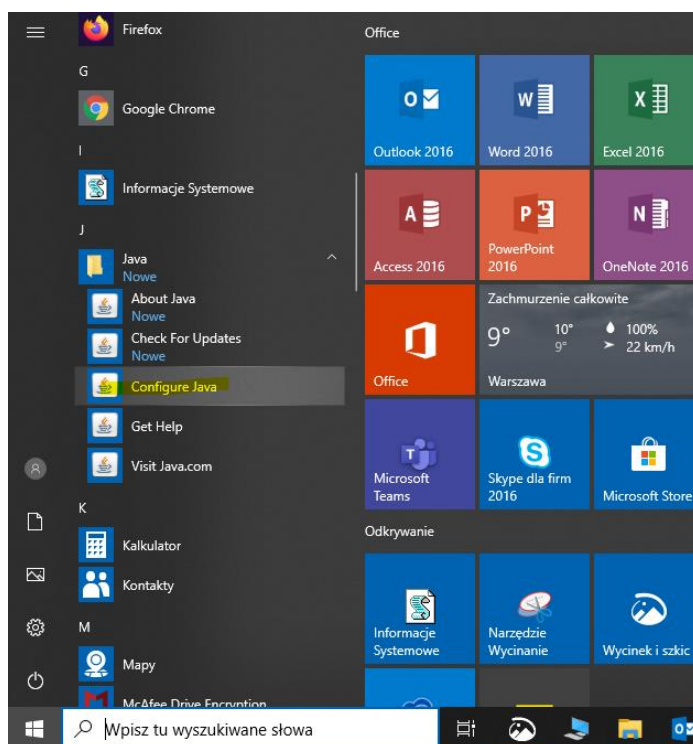 Firefox
G
Google Chrome
I
Informacje Systemowe
J
Java
Nowe
About Java
Nowe
Check For Updates
Nowe
Configure Java
Get Help
Visit Java.com
K
Kalkulator
Kontakty
M
Mapy
McAfee Drive Encryption
Office
Outlook 2016
Word 2016
Excel 2016
Access 2016
PowerPoint
2016
OneNote 2016
Office
Zachmurzenie całkowite
9°
10°
9°
100%
22 km/h
Warszawa
Microsoft
Teams
Skype dla firm
2016
Microsoft Store
Odkrywanie
Informacje
Systemowe
Narzędzie
Wycinanie
Wycinek i szkic
Wpisz tu wyszukiwane słowa